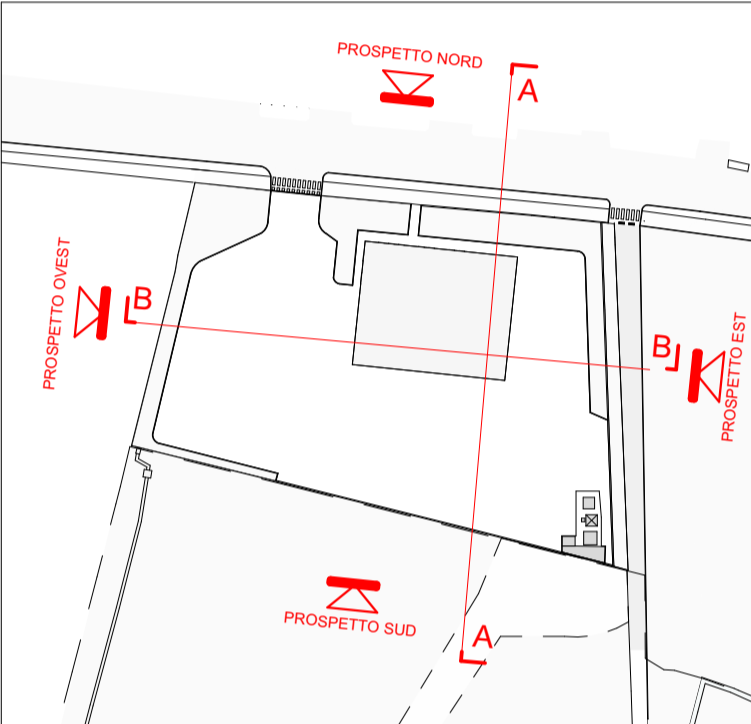 PROSPETTO NORD
A
PROSPETTO OVEST
B
B
PROSPETTO EST
PROSPETTO SUD
A